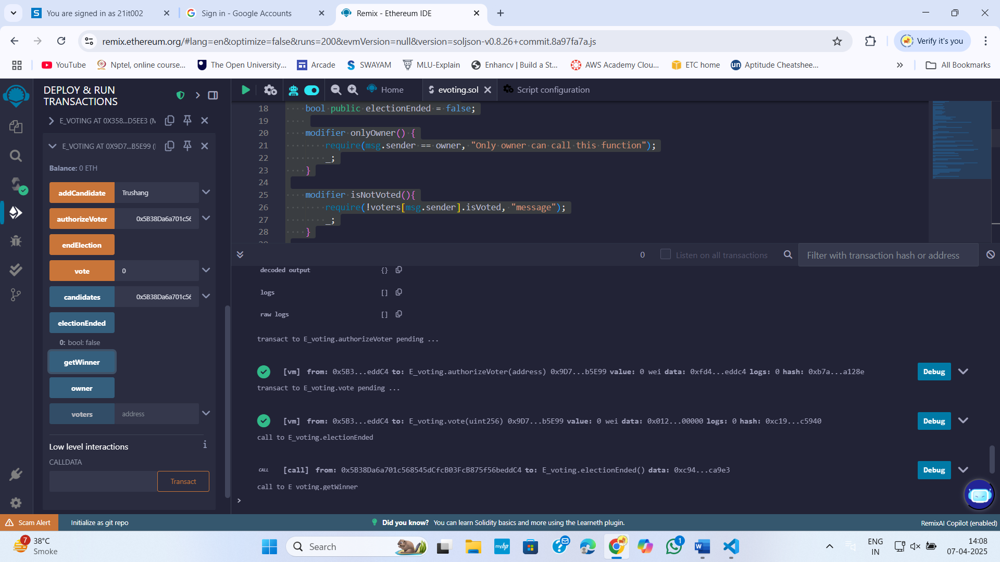 You are signed in as 21it002
Sign in - Google Accounts
Remix - Ethereum IDE
remix.ethereum.org/#lang=en&optimize=false&runs=200&evmVersion=null&version=soljson-v0.8.26+commit.8a97fa7a.js
Verify it's you
YouTube
Nptel, online course...
The Open University...
Arcade
SWAYAM
MLU-Explain
Enhancv | Build a St...
AWS Academy Clou...
ETC home
Aptitude Cheatshee...
All Bookmarks
DEPLOY & RUN
TRANSACTIONS
E_VOTING AT 0X358...D5EE3 (M
E_VOTING AT 0X9D7...B5E99 (
Balance: 0 ETH
addCandidate Trushang
authorizeVoter 0x5B38Da6a701c56
endElection
vote 0
candidates 0x5B38Da6a701c56
electionEnded
0: bool: false
getWinner
owner
voters address
Low level interactions
i
CALLDATA
Transact
Home
evoting.sol
Script configuration
18 bool public electionEnded = false;
19
20 modifier onlyOwner() {
21 require(msg.sender == owner, "Only owner can call this function");
22 _;
23 }
24
25 modifier isNotVoted(){
26 require(!voters[msg.sender].isVoted, "message");
27 _;
28 }
0 Listen on all transactions
Filter with transaction hash or address
decoded output {}
logs []
raw logs []
transact to E_voting.authorizeVoter pending ...
[vm] from: 0x5B3...eddC4 to: E_voting.authorizeVoter(address) 0x9D7...b5E99 value: 0 wei data: 0xfd4...eddc4 logs: 0 hash: 0xb7a...a128e
Debug
transact to E_voting.vote pending ...
[vm] from: 0x5B3...eddC4 to: E_voting.vote(uint256) 0x9D7...b5E99 value: 0 wei data: 0x012...00000 logs: 0 hash: 0xc19...c5940
Debug
call to E_voting.electionEnded
CALL [call] from: 0x5B38Da6a701c568545dCfcB03FcB875f56beddC4 to: E_voting.electionEnded() data: 0xc94...ca9e3
Debug
call to E_voting.getWinner
>
Scam Alert
Initialize as git repo
Did you know? You can learn Solidity basics and more using the Learneth plugin.
RemixAI Copilot (enabled)
7
38°C
Smoke
Search
myhp
1
ENG
IN
14:08
07-04-2025